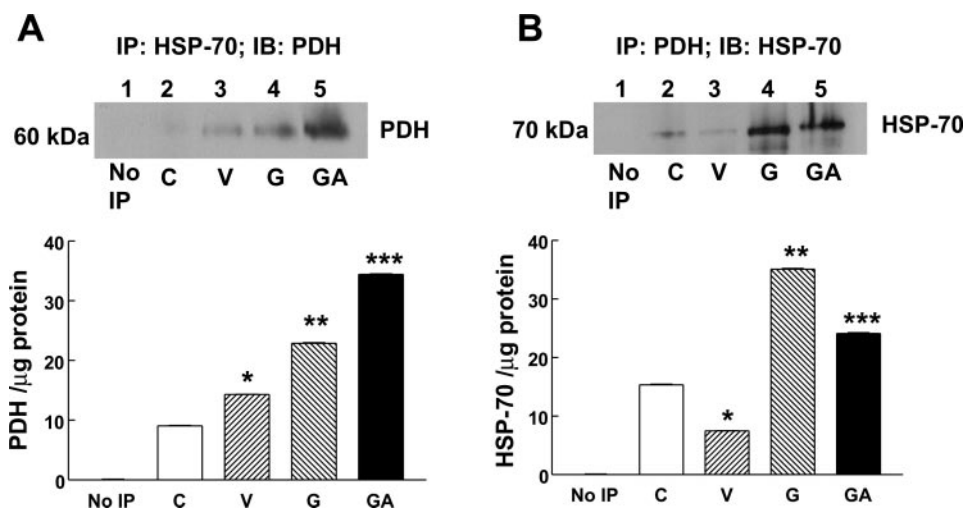 A
IP: HSP-70; IB: PDH
1 2 3 4 5
60 kDa
PDH
No IP C V G GA
PDH /µg protein
40
30
20
10
0
* ** ***
No IP C V G GA
B
IP: PDH; IB: HSP-70
1 2 3 4 5
70 kDa
HSP-70
No IP C V G GA
HSP-70 /µg protein
40
30
20
10
0
* ** ***
No IP C V G GA